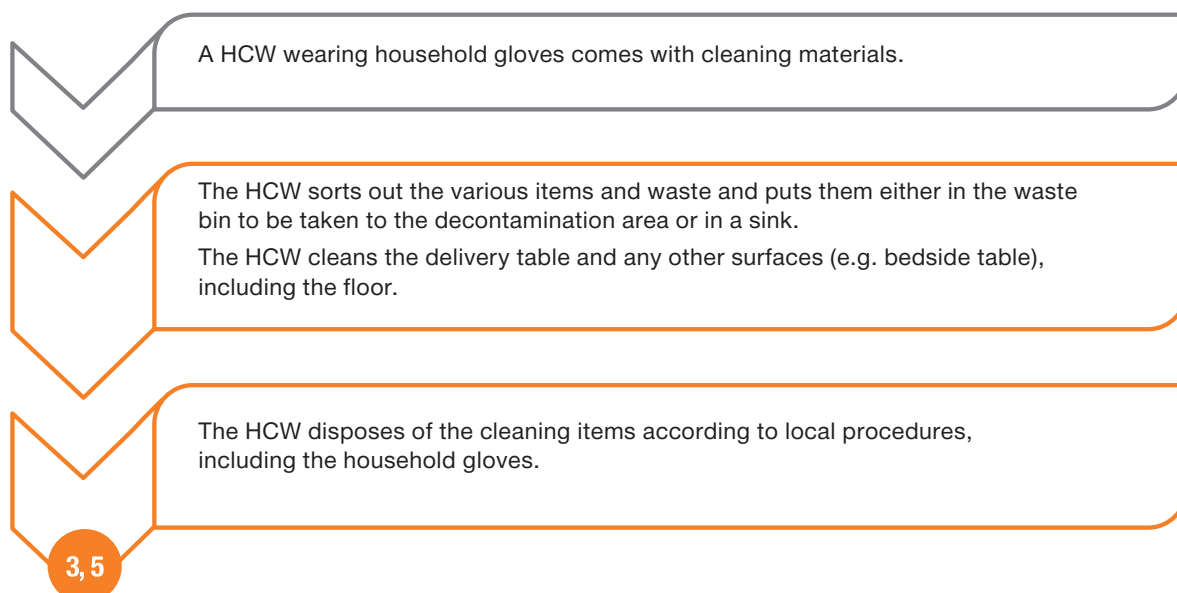 A HCW wearing household gloves comes with cleaning materials.
The HCW sorts out the various items and waste and puts them either in the waste
bin to be taken to the decontamination area or in a sink.
The HCW cleans the delivery table and any other surfaces (e.g. bedside table),
including the floor.
The HCW disposes of the cleaning items according to local procedures,
including the household gloves.
3, 5